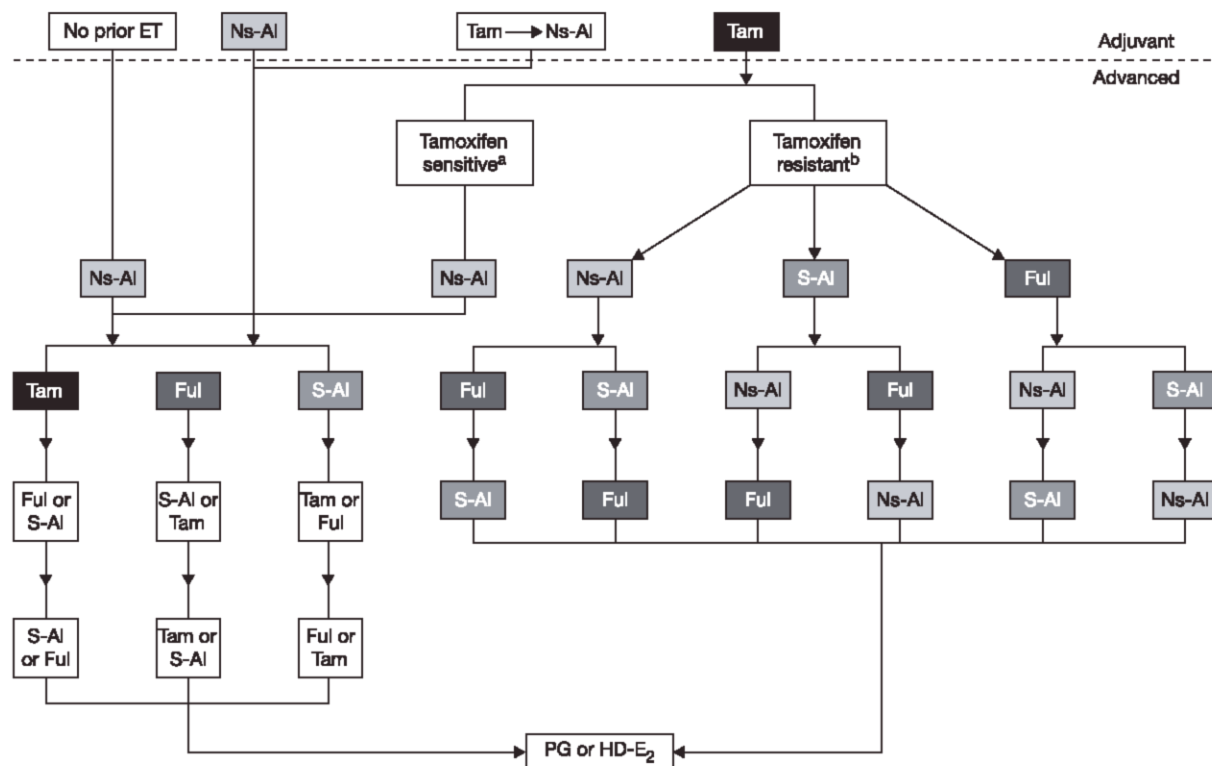 No prior ET
Ns-AI
Tam → Ns-AI
Tam
Adjuvant
Advanced
Tamoxifen
sensitive^a
Tamoxifen
resistant^b
Ns-AI
Ns-AI
Ns-AI
S-AI
Ful
Tam
Ful
S-AI
Ful
S-AI
Ns-AI
Ful
Ns-AI
S-AI
Ful or
S-AI
S-AI or
Tam
Tam or
Ful
S-AI
Ful
Ful
Ns-AI
S-AI
Ns-AI
S-AI
or Ful
Tam or
S-AI
Ful or
Tam
PG or HD-E₂